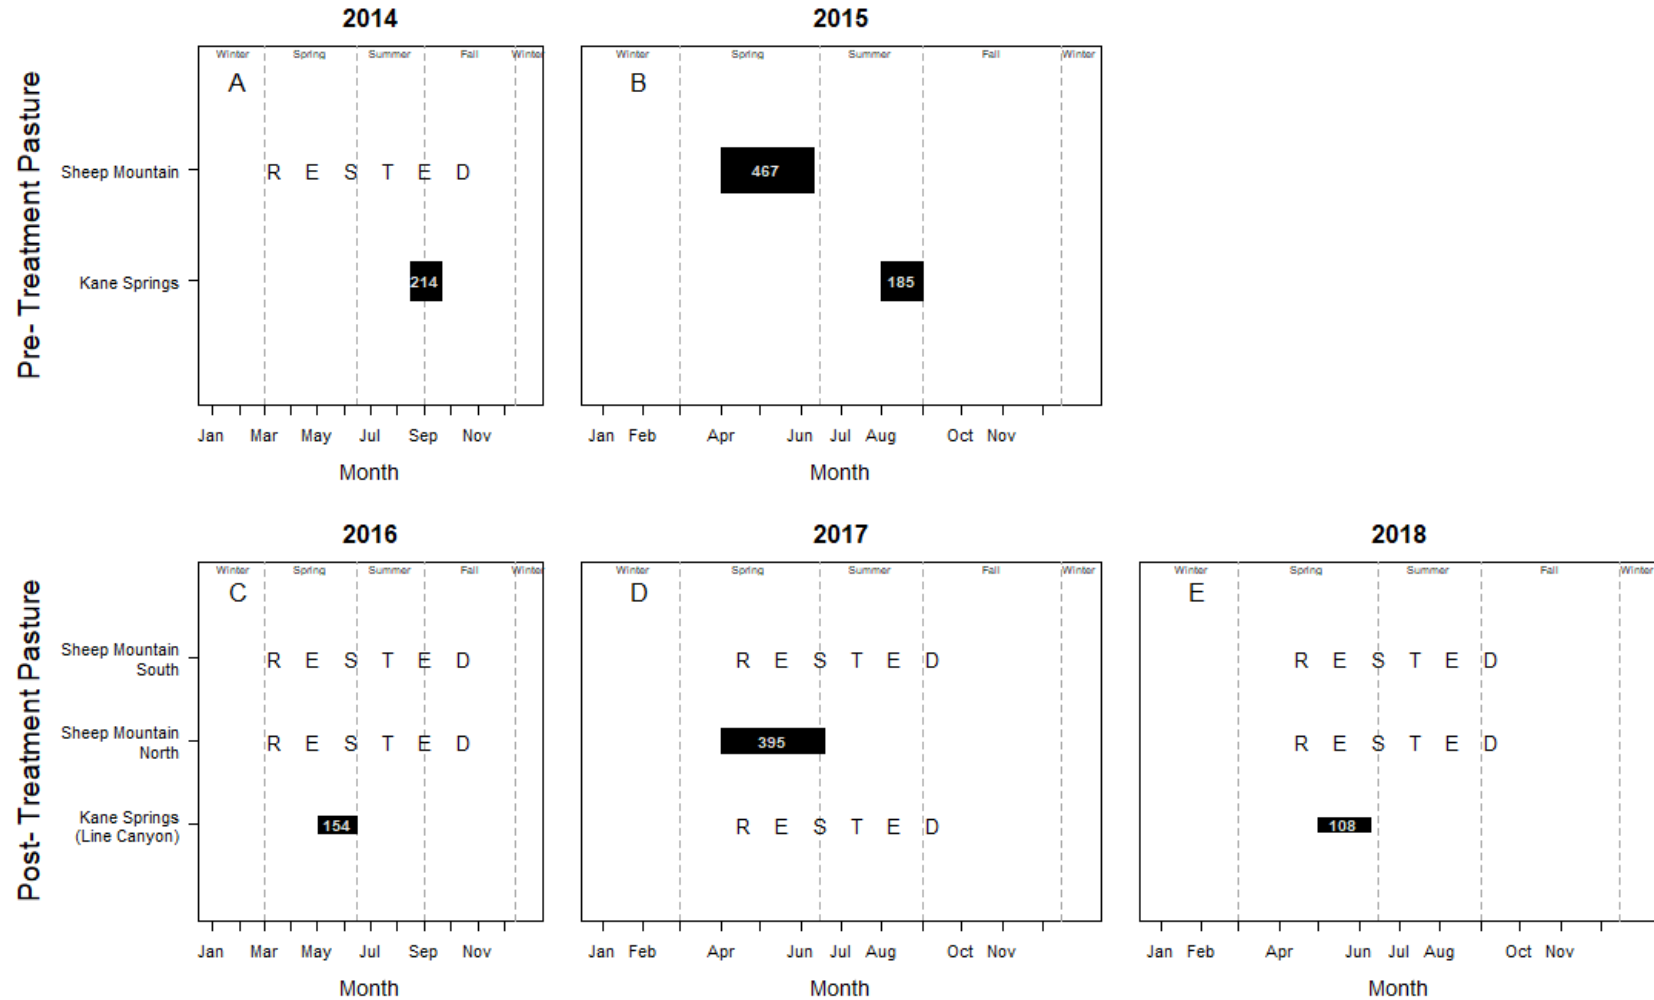 2014
2015
Pre- Treatment Pasture
Winter Spring Summer Fall Winter
A
Sheep Mountain
R E S T E D
Kane Springs
214
Jan Mar May Jul Sep Nov
Month
Winter Spring Summer Fall Winter
B
467
185
Jan Feb Apr Jun Jul Aug Oct Nov
Month
2016
2017
2018
Post- Treatment Pasture
Winter Spring Summer Fall Winter
C
Sheep Mountain
South
R E S T E D
Sheep Mountain
North
R E S T E D
Kane Springs
(Line Canyon)
154
Jan Mar May Jul Sep Nov
Month
Winter Spring Summer Fall Winter
D
R E S T E D
395
R E S T E D
Jan Feb Apr Jun Jul Aug Oct Nov
Month
Winter Spring Summer Fall Winter
E
R E S T E D
R E S T E D
108
Jan Feb Apr Jun Jul Aug Oct Nov
Month